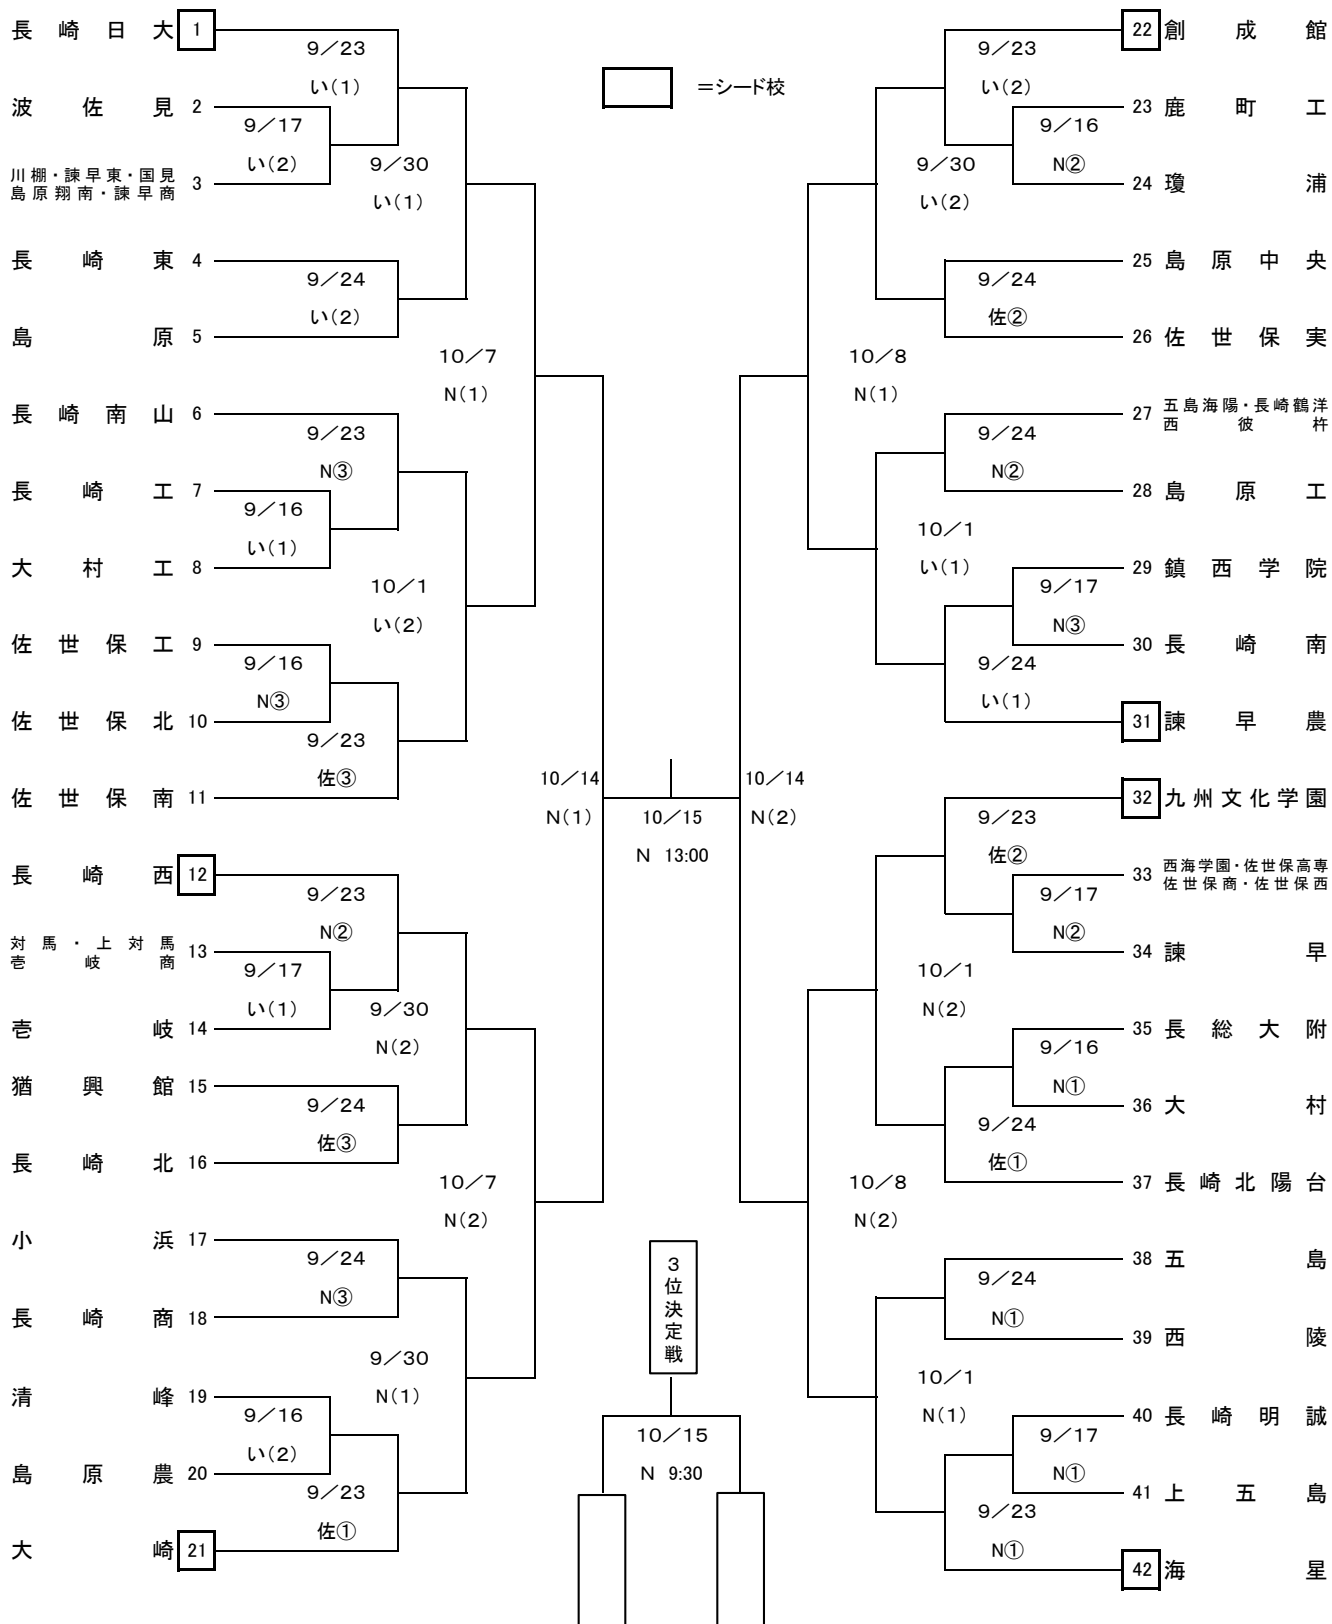 長崎日大 1
9／23
い（1）
波佐見 2
9／17
い（2）
川棚・諫早東・国見
島原翔南・諫早商 3
9／30
い（1）
長崎東 4
9／24
い（2）
島原 5
10／7
N（1）
長崎南山 6
9／23
N③
長崎工 7
9／16
い（1）
大村工 8
10／1
い（2）
佐世保工 9
9／16
N③
佐世保北 10
9／23
佐③
佐世保南 11
10／14
N（1）
長崎西 12
9／23
N②
対馬・上対馬
壱岐商 13
9／17
い（1）
9／30
N（2）
壱岐 14
猶興館 15
9／24
佐③
長崎北 16
10／7
N（2）
小浜 17
9／24
N③
長崎商 18
9／30
N（1）
清峰 19
9／16
い（2）
島原農 20
9／23
佐①
大崎 21
＝シード校
10／15
N 13:00
3位決定戦
10／15
N 9:30
22 創成館
9／23
い（2）
23 鹿町工
9／16
N②
24 瓊浦
9／30
い（2）
25 島原中央
9／24
佐②
26 佐世保実
10／8
N（1）
27 五島海陽・長崎鶴洋
西彼杵
9／24
N②
28 島原工
10／1
い（1）
29 鎮西学院
9／17
N③
30 長崎南
9／24
い（1）
31 諫早農
10／14
N（2）
32 九州文化学園
9／23
佐②
33 西海学園・佐世保高専
佐世保商・佐世保西
9／17
N②
34 諫早
10／1
N（2）
35 長総大附
9／16
N①
36 大村
9／24
佐①
37 長崎北陽台
10／8
N（2）
38 五島
9／24
N①
39 西陵
10／1
N（1）
40 長崎明誠
9／17
N①
41 上五島
9／23
N①
42 海星